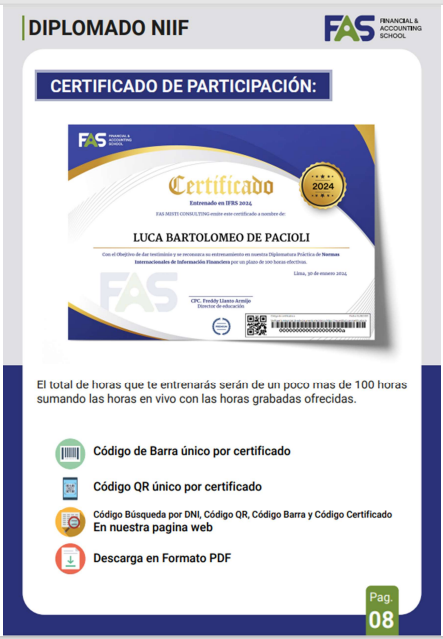 DIPLOMADO NIIF
FAS FINANCIAL &
ACCOUNTING
SCHOOL
CERTIFICADO DE PARTICIPACIÓN:
FAS FINANCIAL &
ACCOUNTING
SCHOOL
Certificado
2024
Entrenado en IFRS 2024
FAS MISTI CONSULTING emite este certificado a nombre de:
LUCA BARTOLOMEO DE PACIOLI
Con el Objetivo de dar testimonio y se reconozca su entrenamiento en nuestra Diplomatura Práctica de Normas
Internacionales de Información Financiera por un plazo de 100 horas efectivas.
Lima, 30 de enero 2024
FAS
CPC. Freddy Llanto Armijo
Director de educación
El total de horas que te entrenarás serán de un poco más de 100 horas
sumando las horas en vivo con las horas grabadas ofrecidas.
Código de Barra único por certificado
Código QR único por certificado
Código Búsqueda por DNI, Código QR, Código Barra y Código Certificado
En nuestra pagina web
Descarga en Formato PDF
Pag.
08